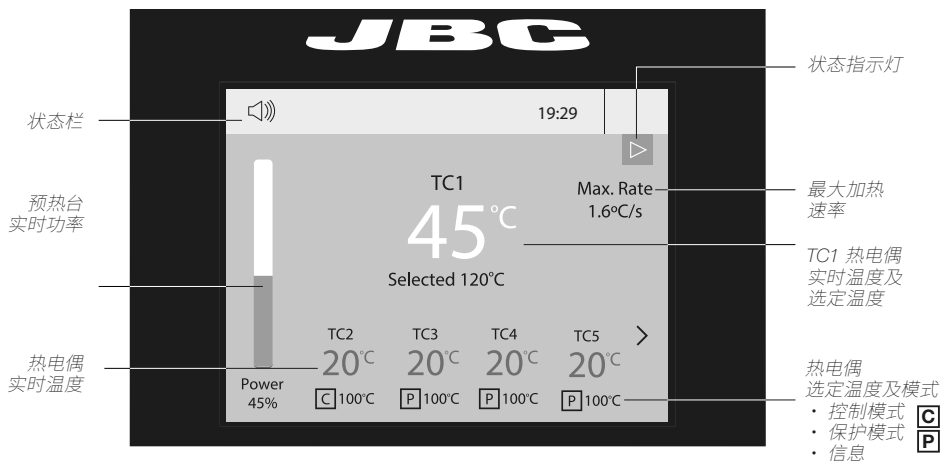 JBC
状态指示灯
状态栏
19:29
预热台
实时功率
TC1
45°C
Selected 120°C
Max. Rate
1.6ºC/s
最大加热
速率
TC1 热电偶
实时温度及
选定温度
TC2
TC3
TC4
TC5
20°C
20°C
20°C
20°C
C 100°C
P 100°C
P 100°C
P 100°C
Power
45%
热电偶
实时温度
热电偶
选定温度及模式
· 控制模式 C
· 保护模式 P
· 信息